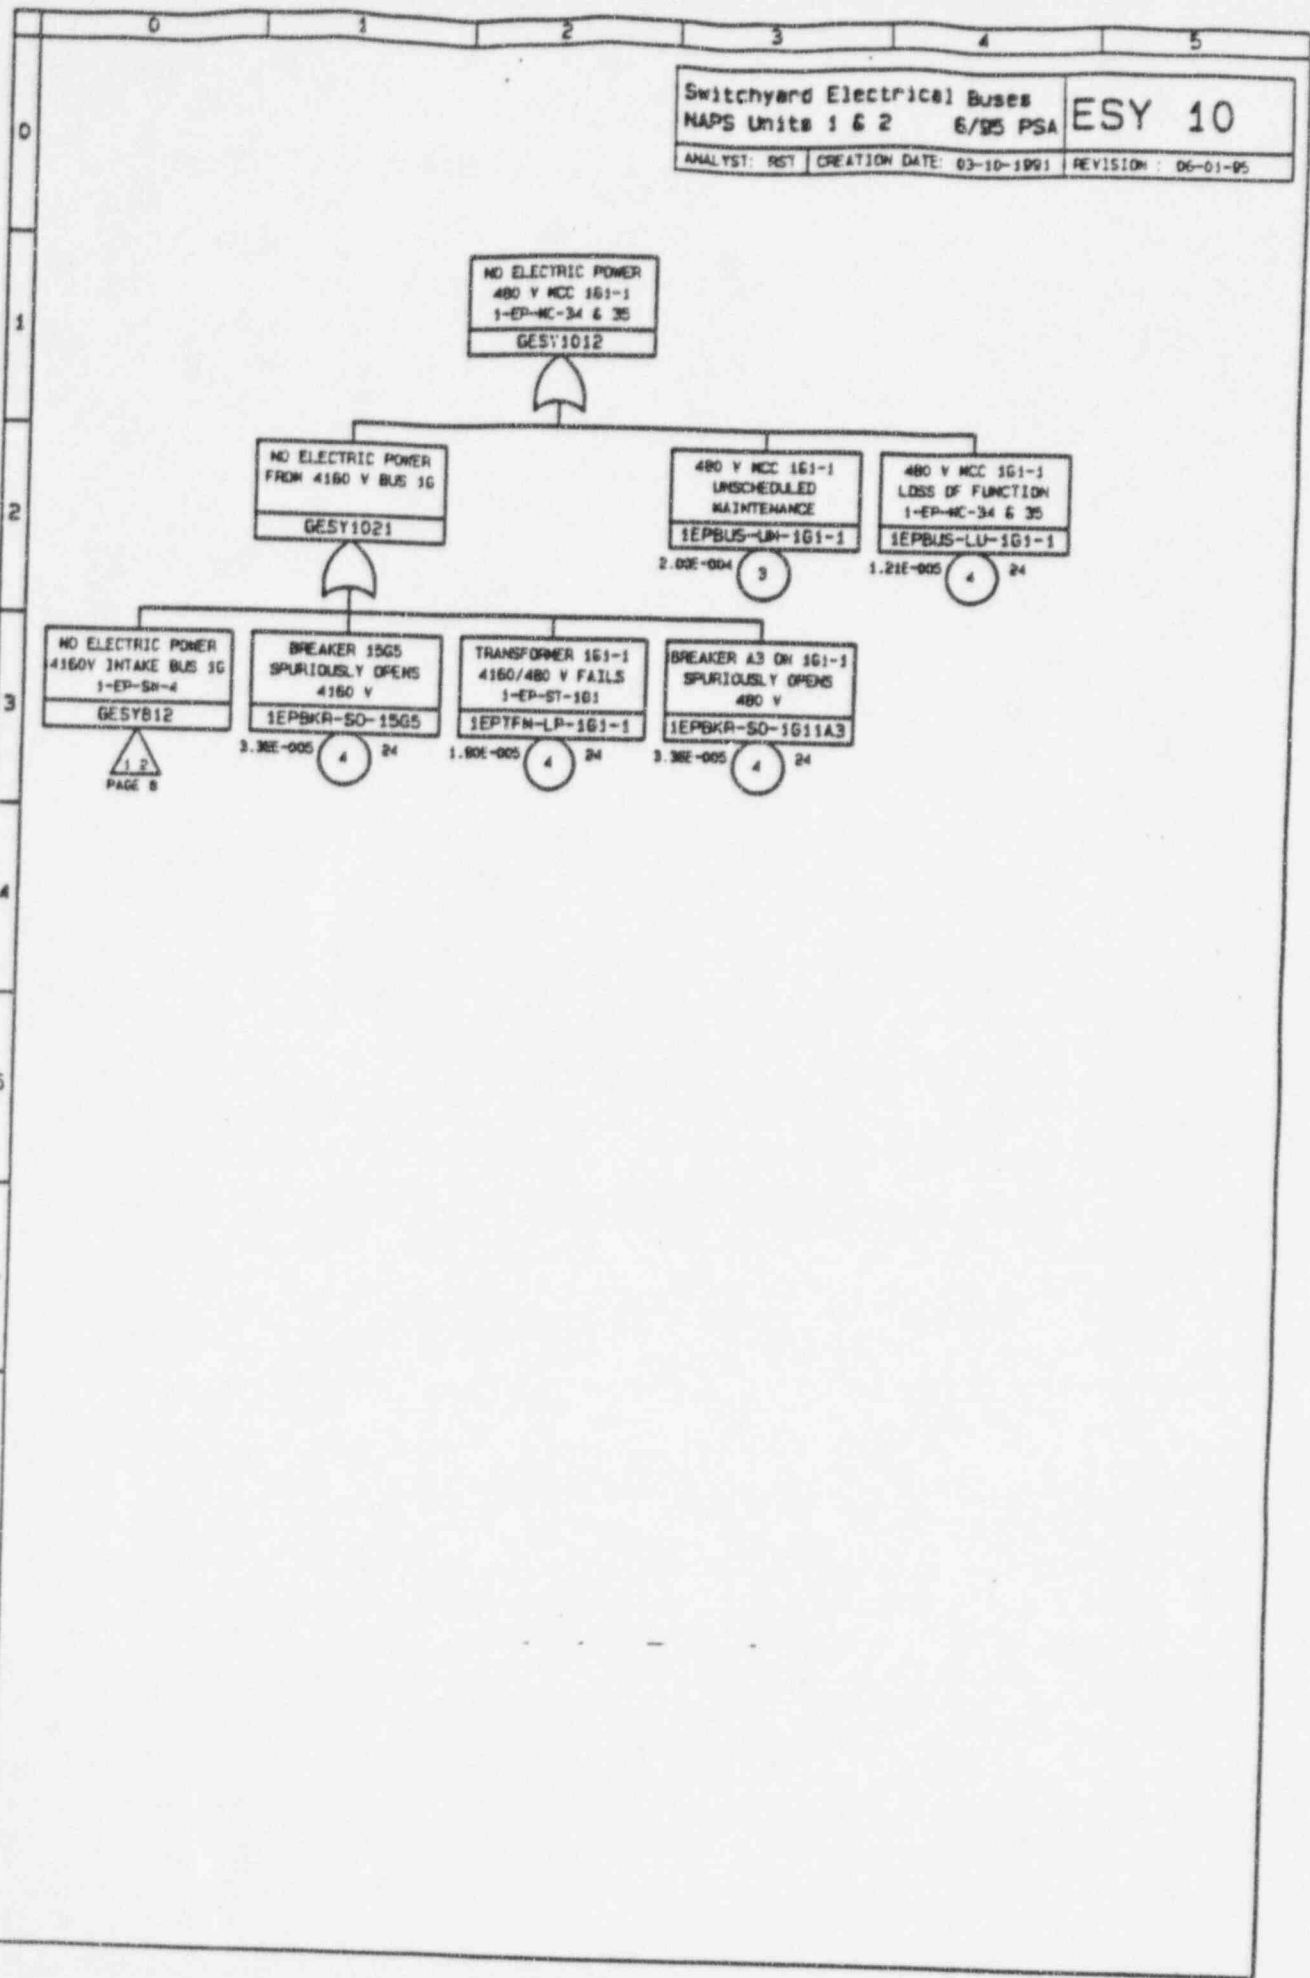 0 1 2 3 4 5
Switchyard Electrical Buses
NAPS Units 1 & 2 6/95 PSA
ESY 10
ANALYST: RST
CREATION DATE: 03-10-1991
REVISION : 06-01-95
0
1
NO ELECTRIC POWER
480 V MCC 1G1-1
1-EP-MC-34 & 35
GESY1012
2
NO ELECTRIC POWER
FROM 4160 V BUS 1G
GESY1021
480 V MCC 1G1-1
UNSCHEDULED
MAINTENANCE
1EPBUS-UM-1G1-1
3
480 V MCC 1G1-1
LOSS OF FUNCTION
1-EP-MC-34 & 35
1EPBUS-LU-1G1-1
1.21E-005 4 24
3
NO ELECTRIC POWER
4160V INTAKE BUS 1G
1-EP-SW-4
GESY812
1.2
PAGE 8
BREAKER 15G5
SPURIOUSLY OPENS
4160 V
1EPBKR-SO-15G5
3.36E-005 4 24
TRANSFORMER 1G1-1
4160/480 V FAILS
1-EP-ST-1G1
1EPTFM-LP-1G1-1
1.80E-005 4 24
BREAKER A3 ON 1G1-1
SPURIOUSLY OPENS
480 V
1EPBKR-SO-1G11A3
3.36E-005 4 24
4